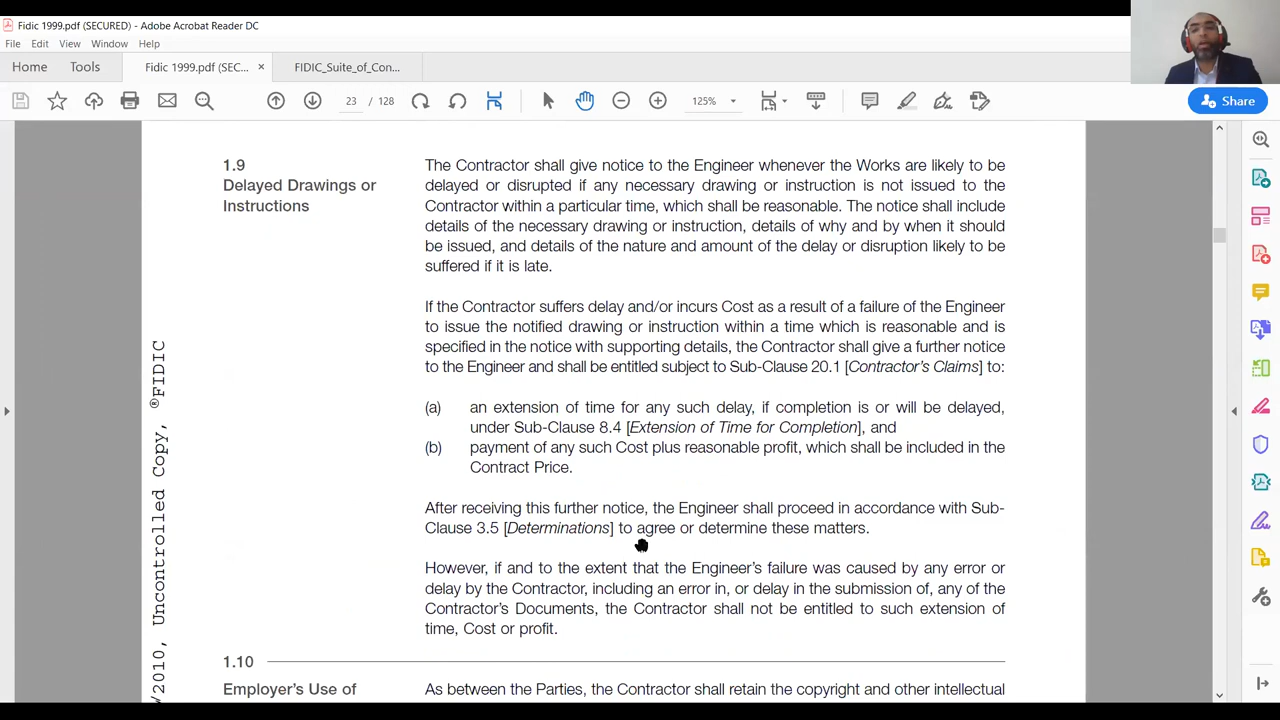 Fidic 1999.pdf (SECURED) - Adobe Acrobat Reader DC
File Edit View Window Help
Home Tools Fidic 1999.pdf (SEC... × FIDIC_Suite_of_Con...
23 / 128 125% Share
1.9
Delayed Drawings or
Instructions
The Contractor shall give notice to the Engineer whenever the Works are likely to be
delayed or disrupted if any necessary drawing or instruction is not issued to the
Contractor within a particular time, which shall be reasonable. The notice shall include
details of the necessary drawing or instruction, details of why and by when it should
be issued, and details of the nature and amount of the delay or disruption likely to be
suffered if it is late.
If the Contractor suffers delay and/or incurs Cost as a result of a failure of the Engineer
to issue the notified drawing or instruction within a time which is reasonable and is
specified in the notice with supporting details, the Contractor shall give a further notice
to the Engineer and shall be entitled subject to Sub-Clause 20.1 [Contractor's Claims] to:
(a) an extension of time for any such delay, if completion is or will be delayed,
under Sub-Clause 8.4 [Extension of Time for Completion], and
(b) payment of any such Cost plus reasonable profit, which shall be included in the
Contract Price.
After receiving this further notice, the Engineer shall proceed in accordance with Sub-
Clause 3.5 [Determinations] to agree or determine these matters.
However, if and to the extent that the Engineer's failure was caused by any error or
delay by the Contractor, including an error in, or delay in the submission of, any of the
Contractor's Documents, the Contractor shall not be entitled to such extension of
time, Cost or profit.
1.10
Employer's Use of
As between the Parties, the Contractor shall retain the copyright and other intellectual
/2010, Uncontrolled Copy, ®FIDIC